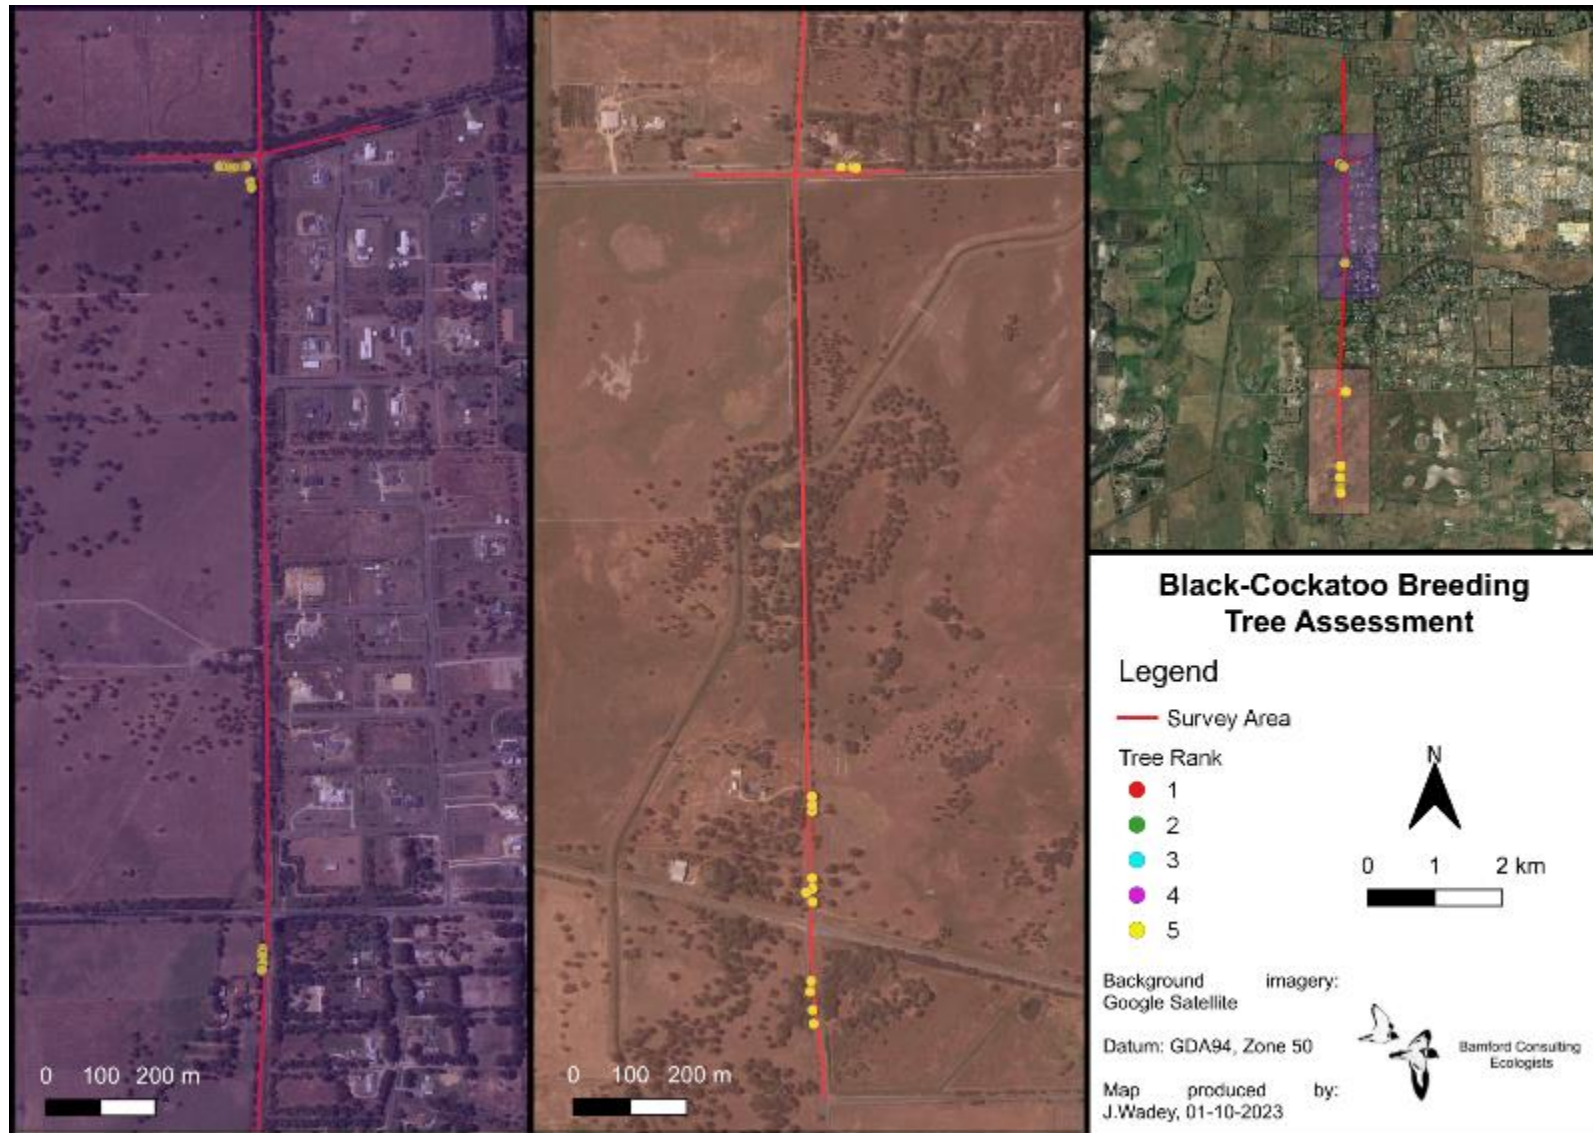 0 100 200 m
0 100 200 m
Black-Cockatoo Breeding
Tree Assessment
Legend
Survey Area
Tree Rank
1
2
3
4
5
N
0 1 2 km
Background imagery:
Google Satellite
Datum: GDA94, Zone 50
Map produced by:
J.Wadey, 01-10-2023
Bamford Consulting
Ecologists